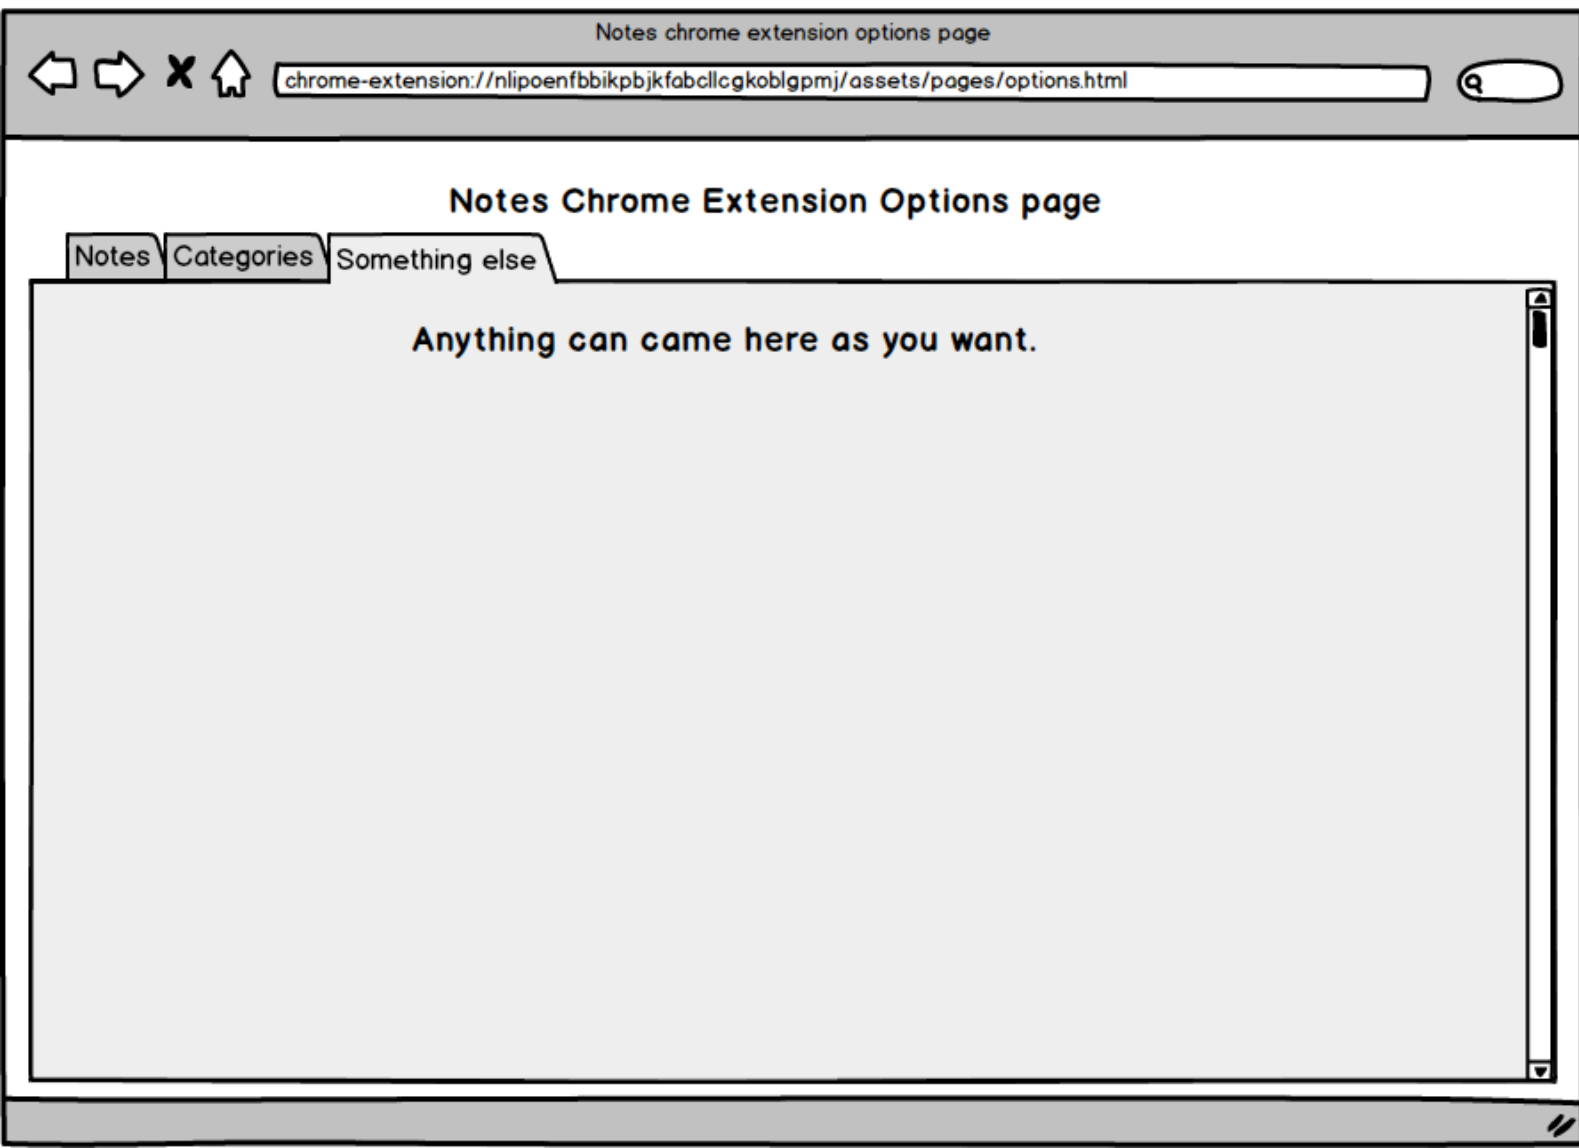 Notes chrome extension options page
chrome-extension://nlipoenfbbikpbjkfabcllcgkoblgpmj/assets/pages/options.html
Notes Chrome Extension Options page
Notes Categories Something else
Anything can came here as you want.